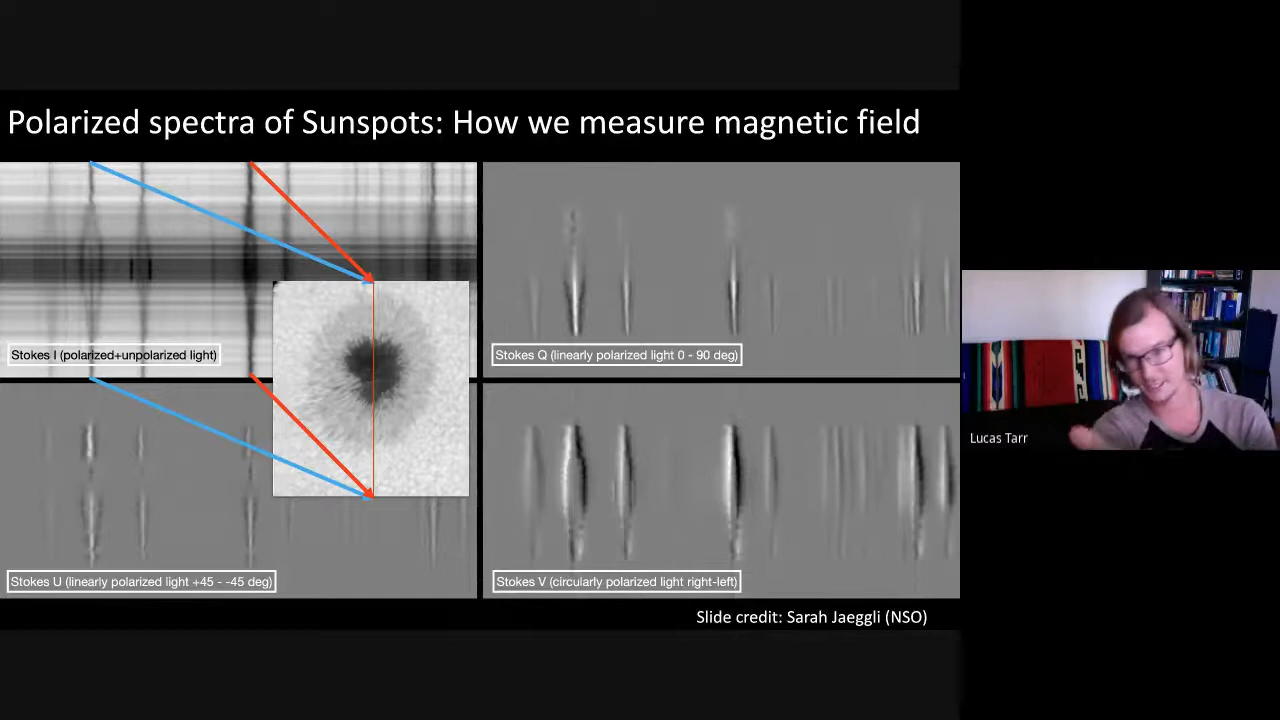 Polarized spectra of Sunspots: How we measure magnetic field
Stokes I (polarized+unpolarized light)
Stokes Q (linearly polarized light 0 - 90 deg)
Lucas Tarr
Stokes U (linearly polarized light +45 - -45 deg)
Stokes V (circularly polarized light right-left)
Slide credit: Sarah Jaeggli (NSO)